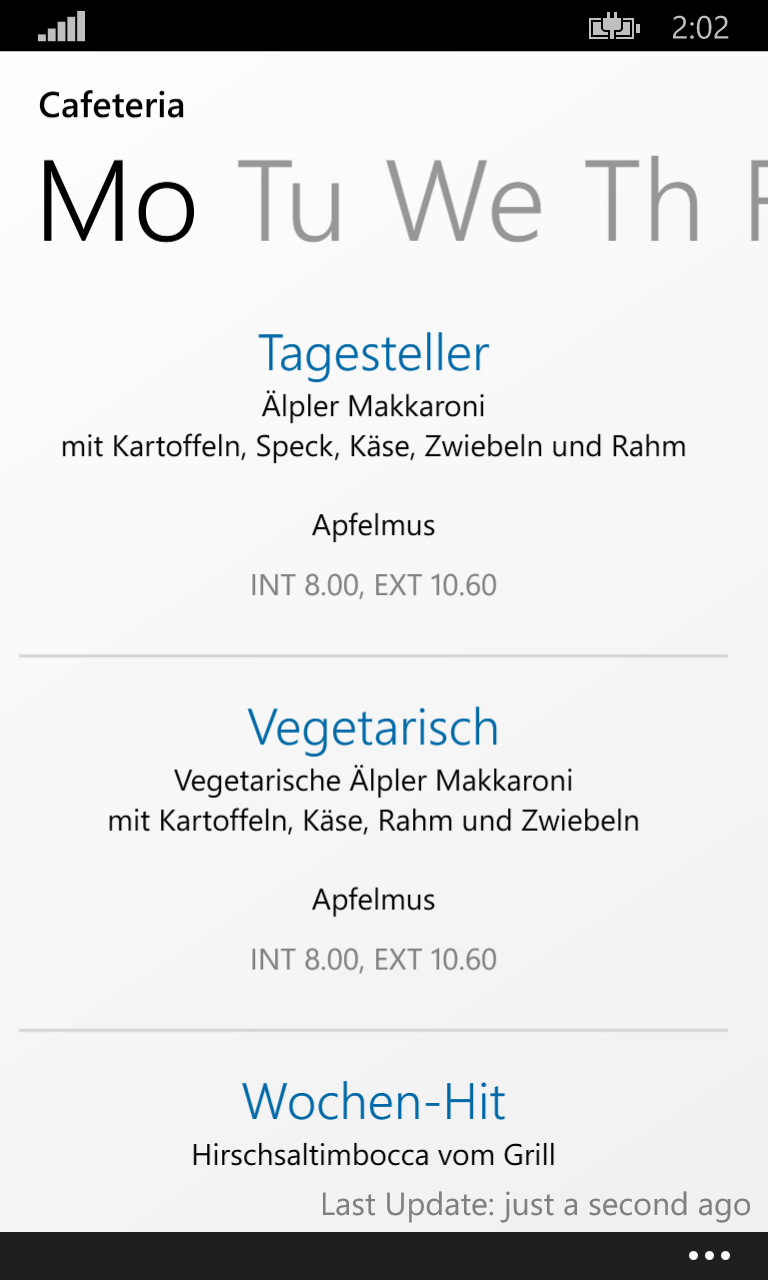 2:02
Cafeteria
Mo Tu We Th F
Tagesteller
Älpler Makkaroni
mit Kartoffeln, Speck, Käse, Zwiebeln und Rahm
Apfelmus
INT 8.00, EXT 10.60
Vegetarisch
Vegetarische Älpler Makkaroni
mit Kartoffeln, Käse, Rahm und Zwiebeln
Apfelmus
INT 8.00, EXT 10.60
Wochen-Hit
Hirschsaltimbocca vom Grill
Last Update: just a second ago